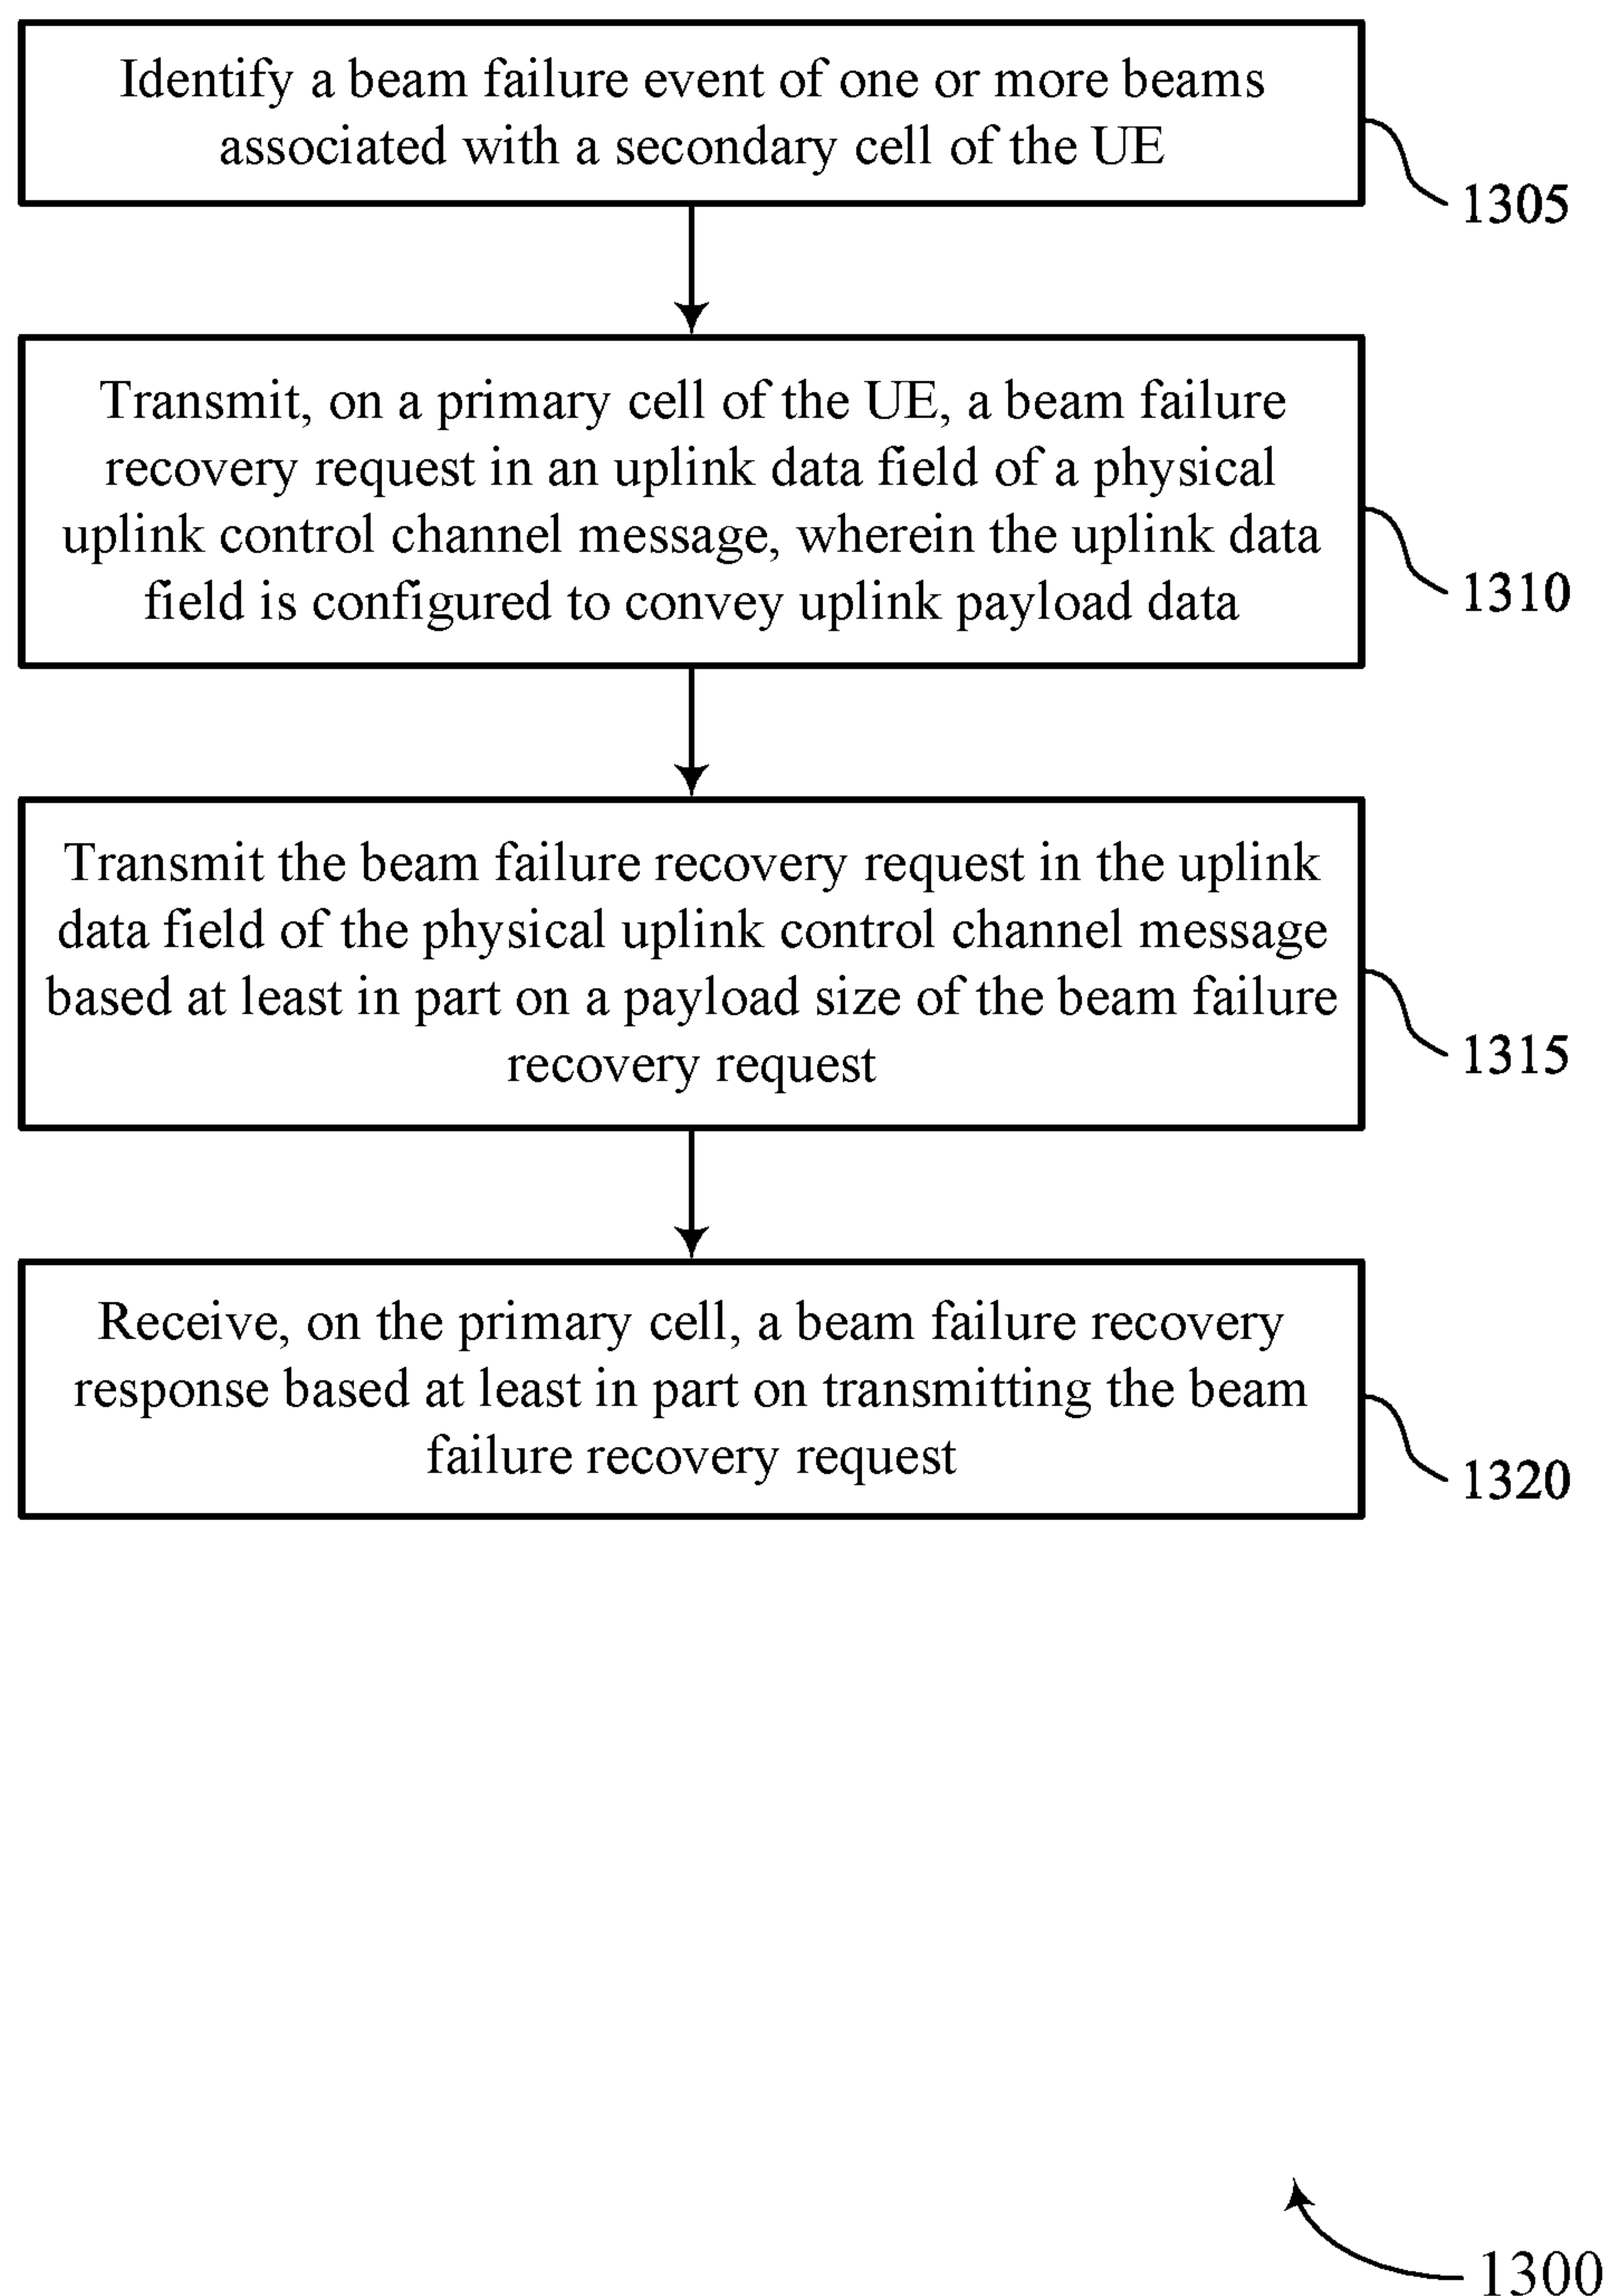 Identify a beam failure event of one or more beams
associated with a secondary cell of the UE
1305
Transmit, on a primary cell of the UE, a beam failure
recovery request in an uplink data field of a physical
uplink control channel message, wherein the uplink data
field is configured to convey uplink payload data
1310
Transmit the beam failure recovery request in the uplink
data field of the physical uplink control channel message
based at least in part on a payload size of the beam failure
recovery request
1315
Receive, on the primary cell, a beam failure recovery
response based at least in part on transmitting the beam
failure recovery request
1320
1300